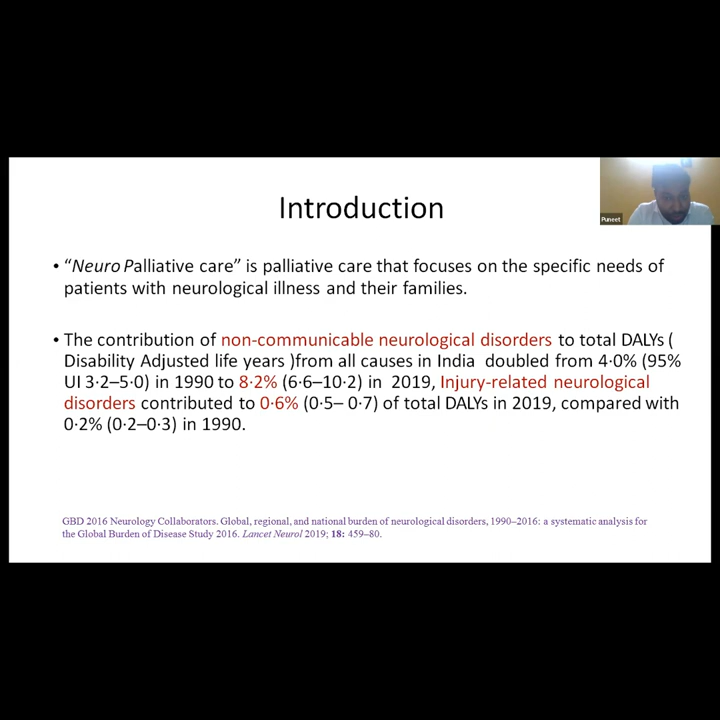 Introduction
Puneet
• “Neuro Palliative care” is palliative care that focuses on the specific needs of
patients with neurological illness and their families.
• The contribution of non-communicable neurological disorders to total DALYs (
Disability Adjusted life years )from all causes in India  doubled from 4·0% (95%
UI 3·2–5·0) in 1990 to 8·2% (6·6–10·2) in  2019, Injury-related neurological
disorders contributed to 0·6% (0·5– 0·7) of total DALYs in 2019, compared with
0·2% (0·2–0·3) in 1990.
GBD 2016 Neurology Collaborators. Global, regional, and national burden of neurological disorders, 1990–2016: a systematic analysis for
the Global Burden of Disease Study 2016. Lancet Neurol 2019; 18: 459–80.